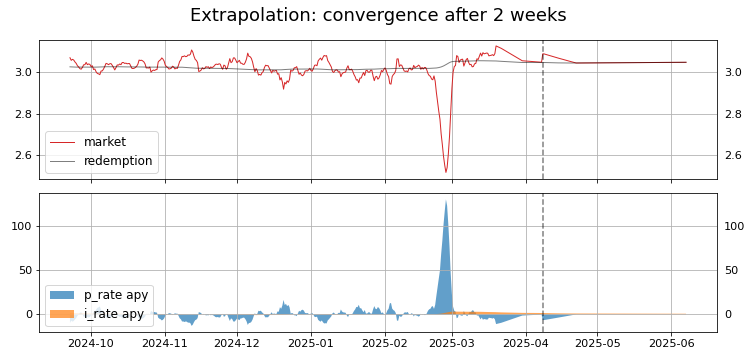 Extrapolation: convergence after 2 weeks
3.0 3.0
2.8 2.8
2.6 2.6
market
redemption
100 100
50 50
0 0
p_rate apy
i_rate apy
2024-10 2024-11 2024-12 2025-01 2025-02 2025-03 2025-04 2025-05 2025-06